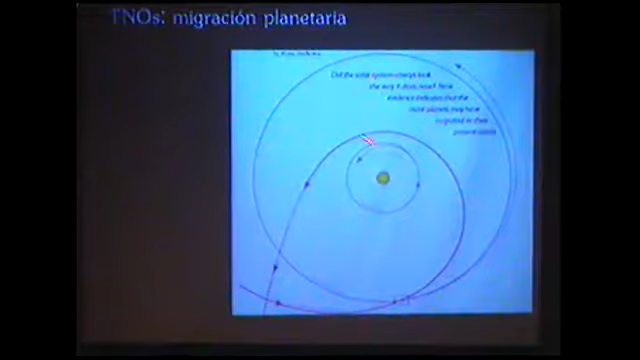 TNOs: migración planetaria
Did the solar system always look
the way it does now? New
evidence indicates that the
outer planets may have
migrated to their
present orbits